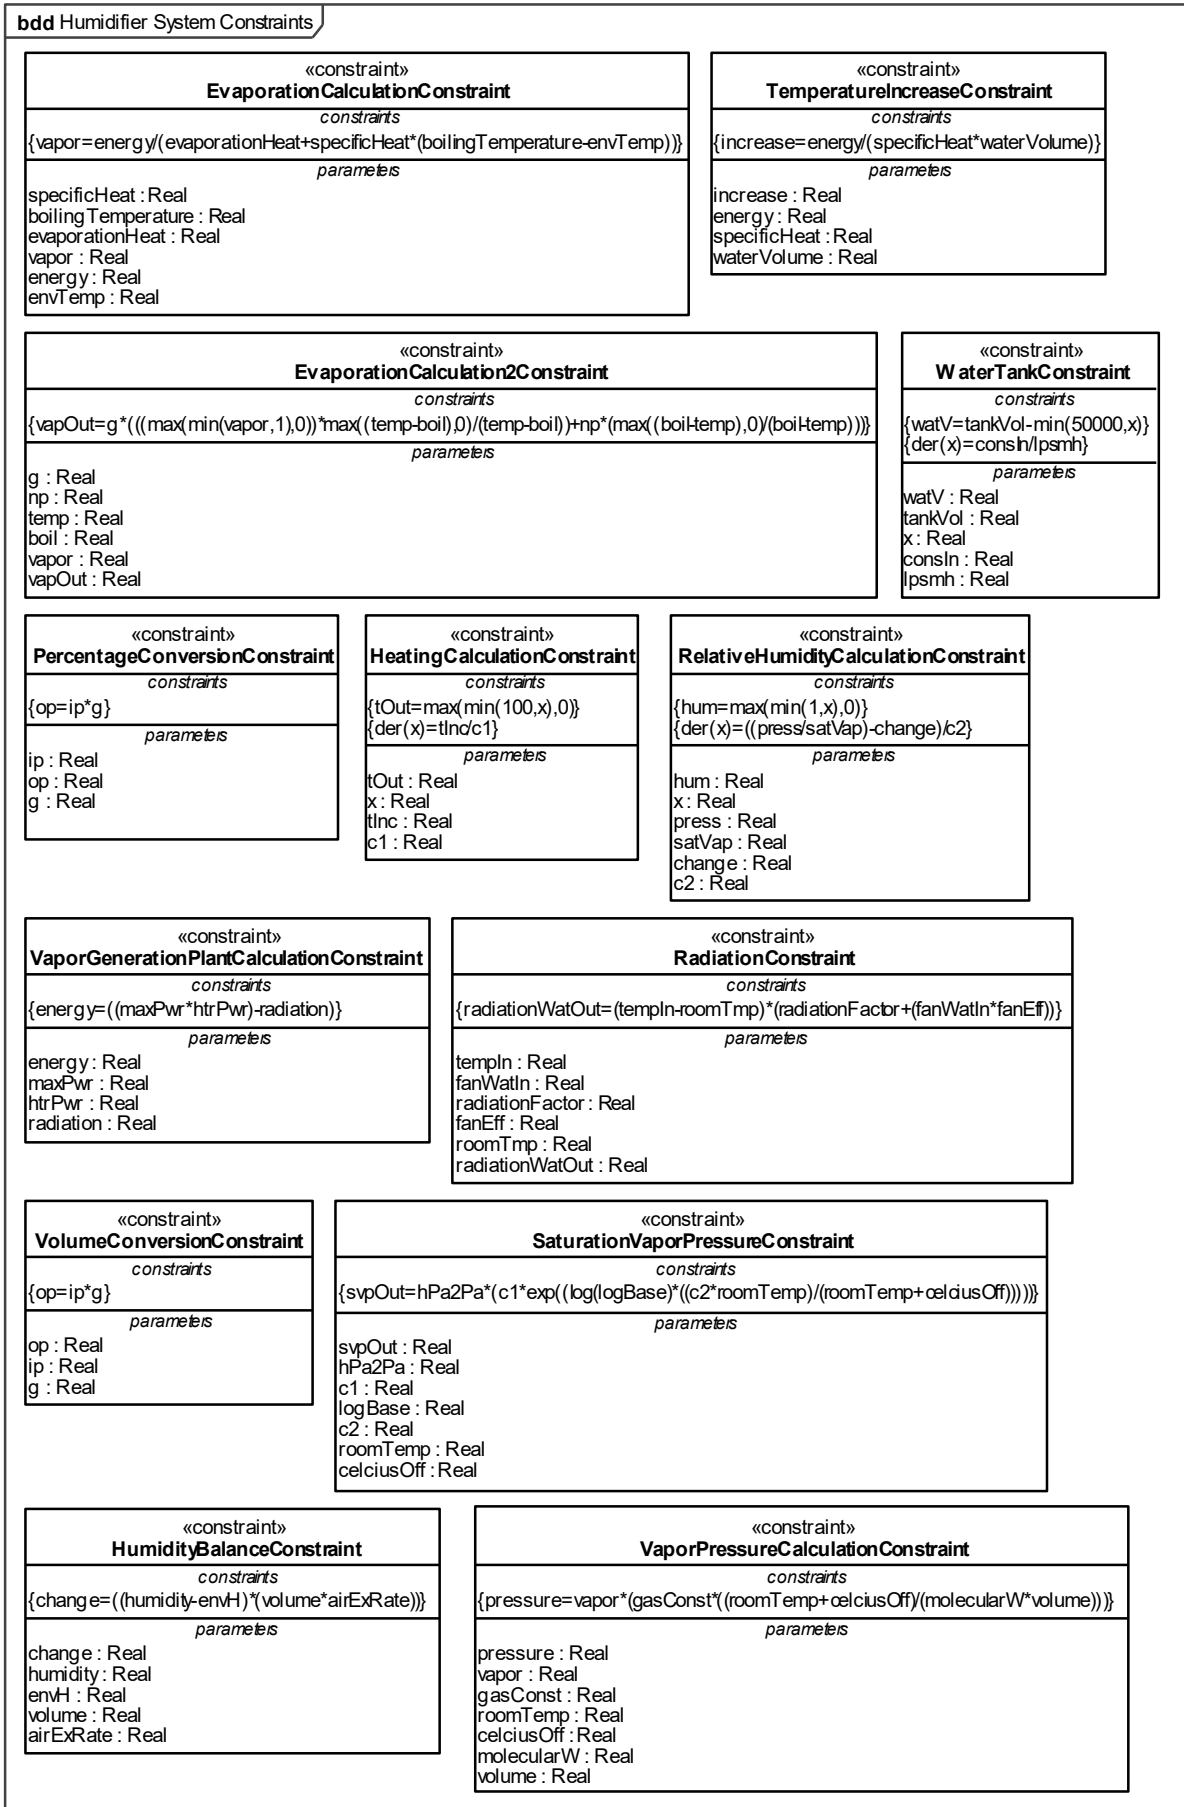 bdd Humidifier System Constraints
«constraint»
EvaporationCalculationConstraint
constraints
{vapor=energy/(evaporationHeat+specificHeat*(boilingTemperature-envTemp))}
parameters
specificHeat : Real
boilingTemperature : Real
evaporationHeat : Real
vapor : Real
energy : Real
envTemp : Real
«constraint»
TemperatureIncreaseConstraint
constraints
{increase=energy/(specificHeat*waterVolume)}
parameters
increase : Real
energy : Real
specificHeat : Real
waterVolume : Real
«constraint»
EvaporationCalculation2Constraint
constraints
{vapOut=g*(((max(min(vapor,1),0))*max((temp-boil),0)/(temp-boil))+np*(max((boil-temp),0)/(boil-temp)))}
parameters
g : Real
np : Real
temp : Real
boil : Real
vapor : Real
vapOut : Real
«constraint»
WaterTankConstraint
constraints
{watV=tankVol-min(50000,x)}
{der(x)=consIn/lpsmh}
parameters
watV : Real
tankVol : Real
x : Real
consIn : Real
lpsmh : Real
«constraint»
PercentageConversionConstraint
constraints
{op=ip*g}
parameters
ip : Real
op : Real
g : Real
«constraint»
HeatingCalculationConstraint
constraints
{tOut=max(min(100,x),0)}
{der(x)=tInc/c1}
parameters
tOut : Real
x : Real
tInc : Real
c1 : Real
«constraint»
RelativeHumidityCalculationConstraint
constraints
{hum=max(min(1,x),0)}
{der(x)=((press/satVap)-change)/c2}
parameters
hum : Real
x : Real
press : Real
satVap : Real
change : Real
c2 : Real
«constraint»
VaporGenerationPlantCalculationConstraint
constraints
{energy=((maxPwr*htrPwr)-radiation)}
parameters
energy : Real
maxPwr : Real
htrPwr : Real
radiation : Real
«constraint»
RadiationConstraint
constraints
{radiationWatOut=(tempIn-roomTmp)*(radiationFactor+(fanWatIn*fanEff))}
parameters
tempIn : Real
fanWatIn : Real
radiationFactor : Real
fanEff : Real
roomTmp : Real
radiationWatOut : Real
«constraint»
VolumeConversionConstraint
constraints
{op=ip*g}
parameters
op : Real
ip : Real
g : Real
«constraint»
SaturationVaporPressureConstraint
constraints
{svpOut=hPa2Pa*(c1*exp((log(logBase)*((c2*roomTemp)/(roomTemp+celciusOff)))))}
parameters
svpOut : Real
hPa2Pa : Real
c1 : Real
logBase : Real
c2 : Real
roomTemp : Real
celciusOff : Real
«constraint»
HumidityBalanceConstraint
constraints
{change=((humidity-envH)*(volume*airExRate))}
parameters
change : Real
humidity : Real
envH : Real
volume : Real
airExRate : Real
«constraint»
VaporPressureCalculationConstraint
constraints
{pressure=vapor*(gasConst*((roomTemp+celciusOff)/(molecularW*volume)))}
parameters
pressure : Real
vapor : Real
gasConst : Real
roomTemp : Real
celciusOff : Real
molecularW : Real
volume : Real